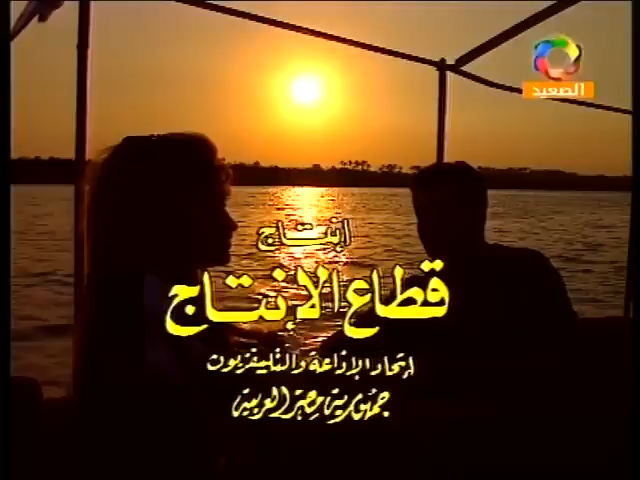 الصعيد
إنتاج
قطاع الإنتاج
اتحاد الإذاعة والتليفزيون
جمهورية مصر العربية